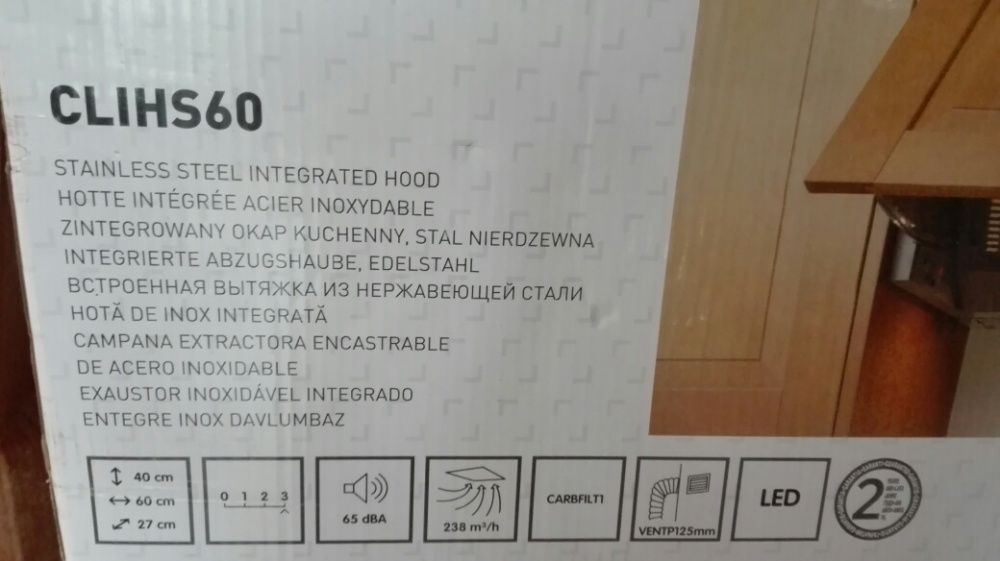 CLIHS60
STAINLESS STEEL INTEGRATED HOOD
HOTTE INTÉGRÉE ACIER INOXYDABLE
ZINTEGROWANY OKAP KUCHENNY, STAL NIERDZEWNA
INTEGRIERTE ABZUGSHAUBE, EDELSTAHL
ВСТРОЕННАЯ ВЫТЯЖКА ИЗ НЕРЖАВЕЮЩЕЙ СТАЛИ
HOTĂ DE INOX INTEGRATĂ
CAMPANA EXTRACTORA ENCASTRABLE
DE ACERO INOXIDABLE
EXAUSTOR INOXIDÁVEL INTEGRADO
ENTEGRE INOX DAVLUMBAZ
40 cm
60 cm
27 cm
0 1 2 3
65 dBA
238 m³/h
CARBFILT1
VENTP125mm
LED
2